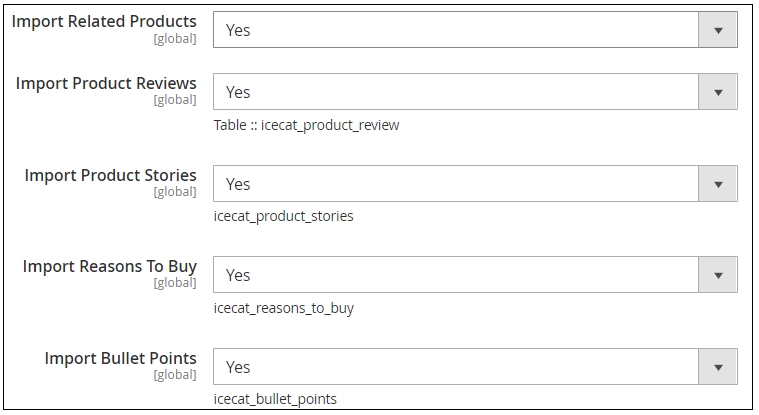 Import Related Products
[global]
Yes
Import Product Reviews
[global]
Yes
Table :: icecat_product_review
Import Product Stories
[global]
Yes
icecat_product_stories
Import Reasons To Buy
[global]
Yes
icecat_reasons_to_buy
Import Bullet Points
[global]
Yes
icecat_bullet_points